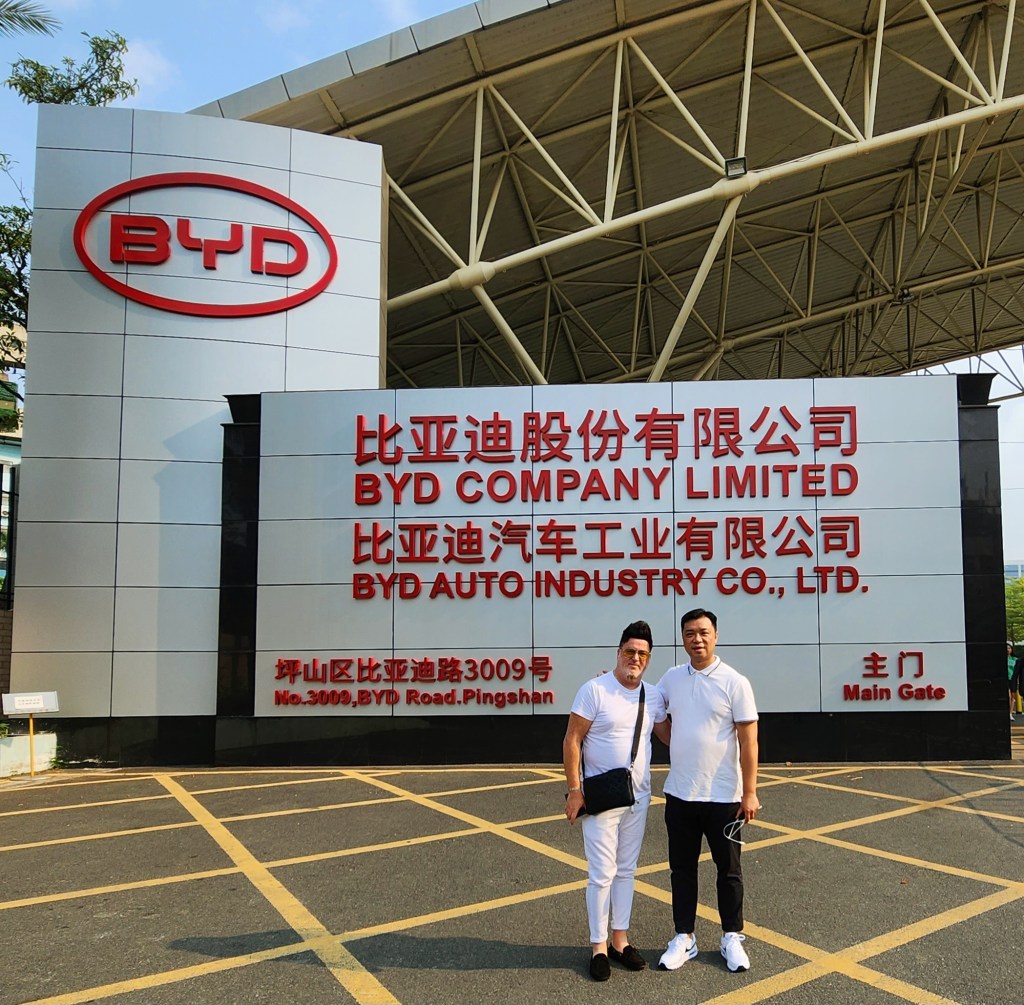 BYD
比亚迪股份有限公司
BYD COMPANY LIMITED
比亚迪汽车工业有限公司
BYD AUTO INDUSTRY CO., LTD.
坪山区比亚迪路3009号
No.3009,BYD Road.Pingshan
主门
Main Gate